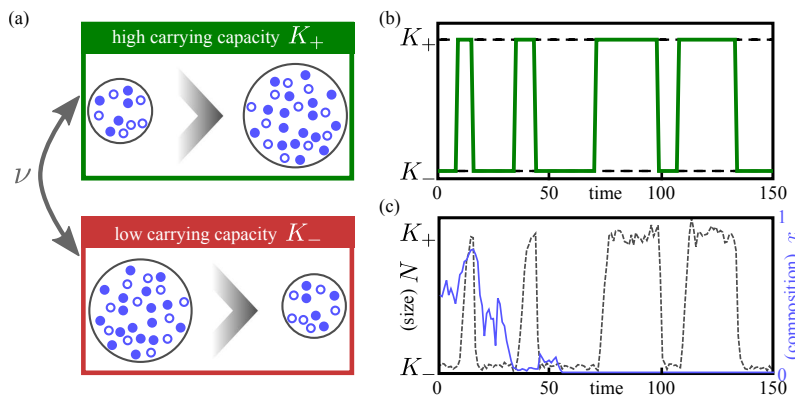 (a)
high carrying capacity K₊
ν
low carrying capacity K₋
(b)
K₊
K₋
0 50 time 100 150
(c)
K₊
(size) N
K₋
1
(composition) x
0
0 50 time 100 150